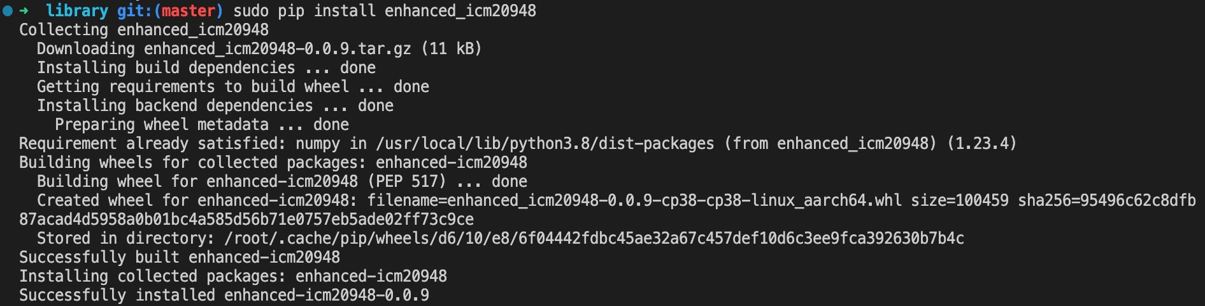 ➜  library git:(master) sudo pip install enhanced_icm20948
Collecting enhanced_icm20948
  Downloading enhanced_icm20948-0.0.9.tar.gz (11 kB)
  Installing build dependencies ... done
  Getting requirements to build wheel ... done
  Installing backend dependencies ... done
    Preparing wheel metadata ... done
Requirement already satisfied: numpy in /usr/local/lib/python3.8/dist-packages (from enhanced_icm20948) (1.23.4)
Building wheels for collected packages: enhanced-icm20948
  Building wheel for enhanced-icm20948 (PEP 517) ... done
  Created wheel for enhanced-icm20948: filename=enhanced_icm20948-0.0.9-cp38-cp38-linux_aarch64.whl size=100459 sha256=95496c62c8dfb
87acad4d5958a0b01bc4a585d56b71e0757eb5ade02ff73c9ce
  Stored in directory: /root/.cache/pip/wheels/d6/10/e8/6f04442fdbc45ae32a67c457def10d6c3ee9fca392630b7b4c
Successfully built enhanced-icm20948
Installing collected packages: enhanced-icm20948
Successfully installed enhanced-icm20948-0.0.9